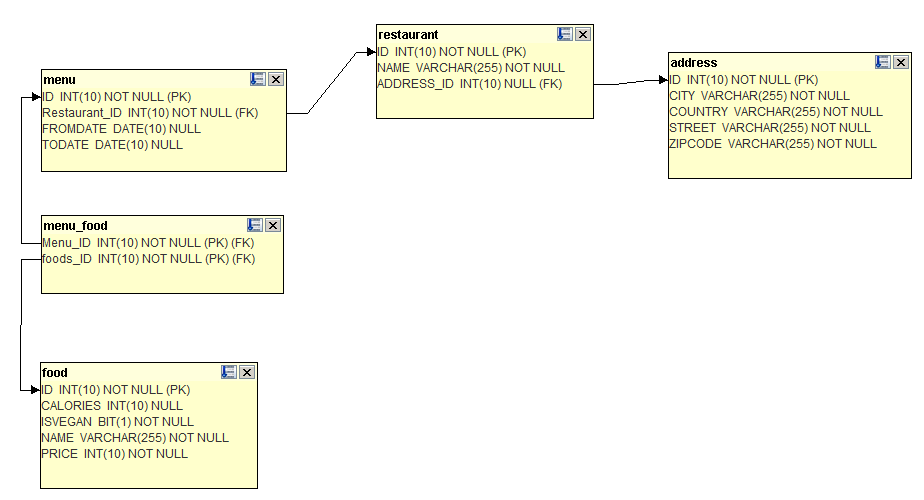 menu
ID INT(10) NOT NULL (PK)
Restaurant_ID INT(10) NOT NULL (FK)
FROMDATE DATE(10) NULL
TODATE DATE(10) NULL
restaurant
ID INT(10) NOT NULL (PK)
NAME VARCHAR(255) NOT NULL
ADDRESS_ID INT(10) NULL (FK)
address
ID INT(10) NOT NULL (PK)
CITY VARCHAR(255) NOT NULL
COUNTRY VARCHAR(255) NOT NULL
STREET VARCHAR(255) NOT NULL
ZIPCODE VARCHAR(255) NOT NULL
menu_food
Menu_ID INT(10) NOT NULL (PK) (FK)
foods_ID INT(10) NOT NULL (PK) (FK)
food
ID INT(10) NOT NULL (PK)
CALORIES INT(10) NULL
ISVEGAN BIT(1) NOT NULL
NAME VARCHAR(255) NOT NULL
PRICE INT(10) NOT NULL